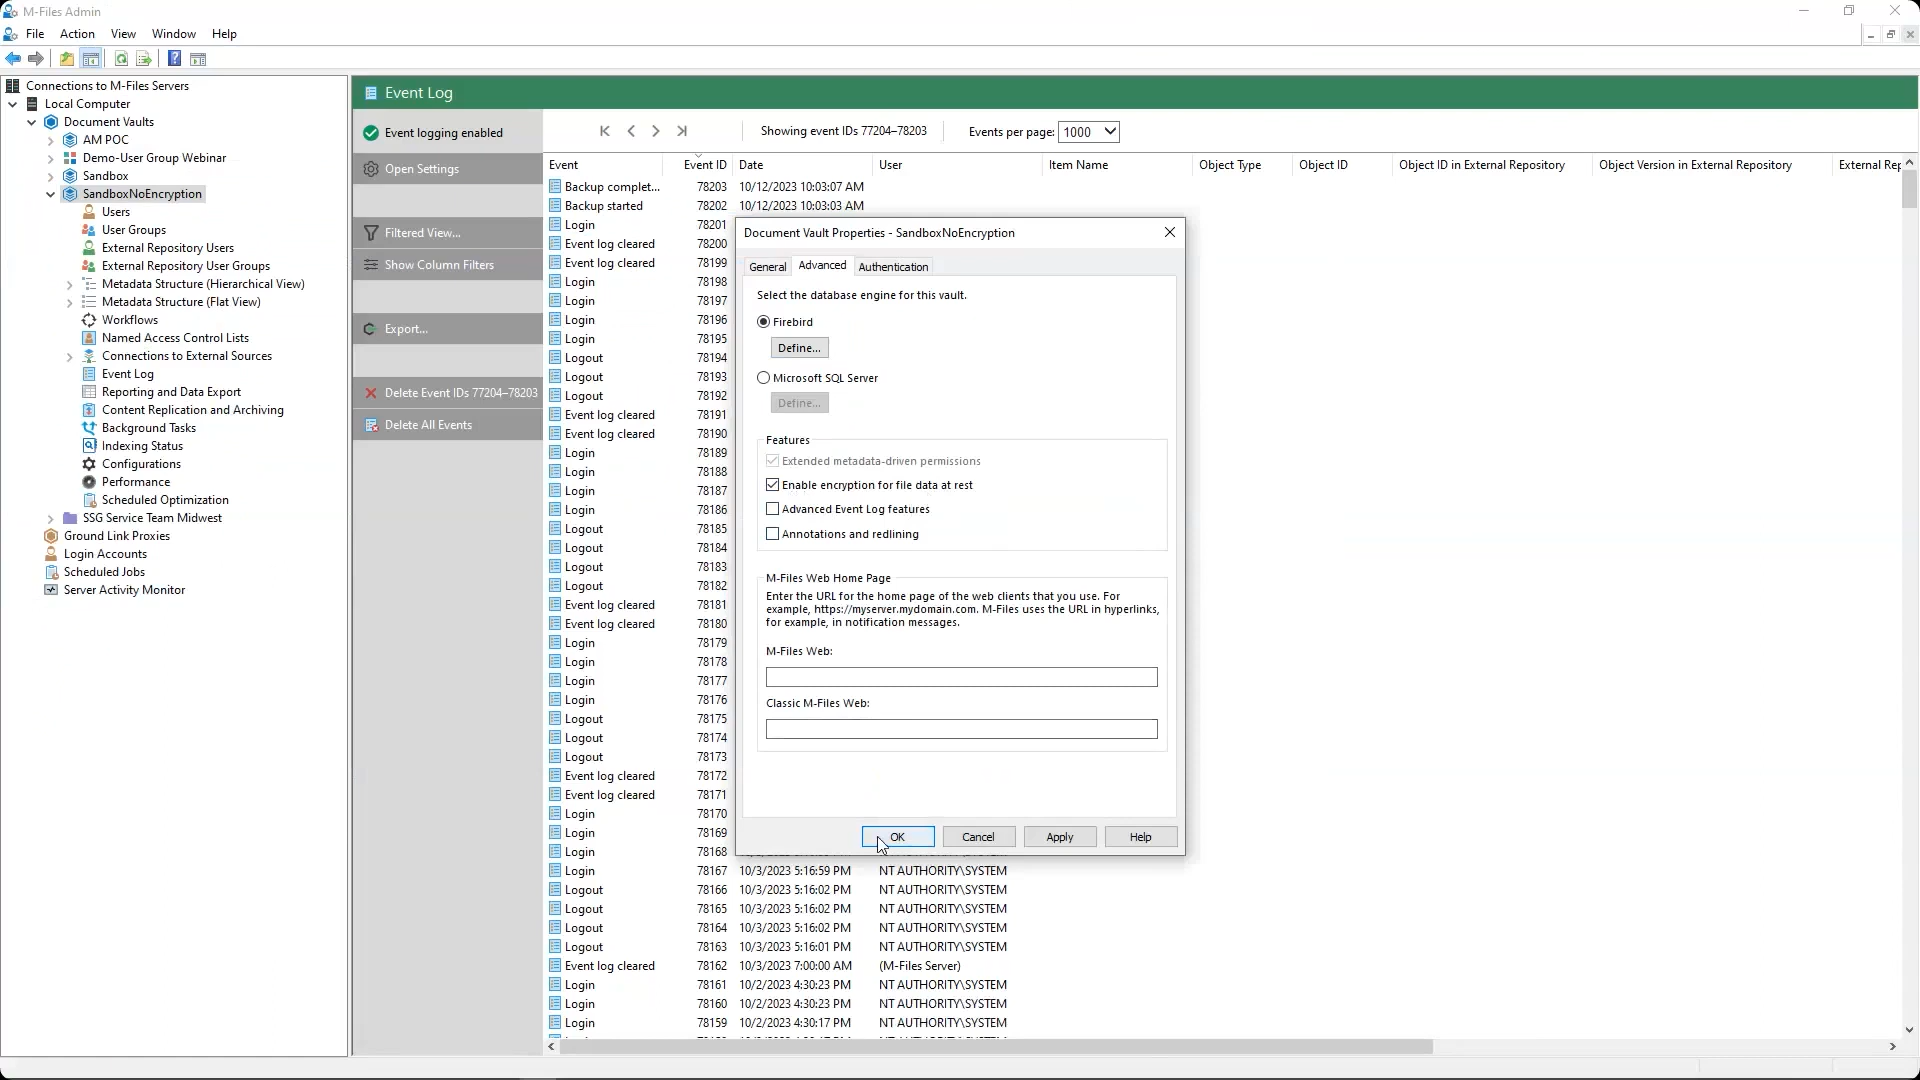 M-Files Admin
File Action View Window Help
Connections to M-Files Servers
Local Computer
Document Vaults
AM POC
Demo-User Group Webinar
Sandbox
SandboxNoEncryption
Users
User Groups
External Repository Users
External Repository User Groups
Metadata Structure (Hierarchical View)
Metadata Structure (Flat View)
Workflows
Named Access Control Lists
Connections to External Sources
Event Log
Reporting and Data Export
Content Replication and Archiving
Background Tasks
Indexing Status
Configurations
Performance
Scheduled Optimization
SSG Service Team Midwest
Ground Link Proxies
Login Accounts
Scheduled Jobs
Server Activity Monitor
Event Log
Event logging enabled
Open Settings
Filtered View...
Show Column Filters
Export...
Delete Event IDs 77204–78203
Delete All Events
Showing event IDs 77204–78203 Events per page: 1000
Event Event ID Date User Item Name Object Type Object ID Object ID in External Repository Object Version in External Repository External Rep
Backup complet... 78203 10/12/2023 10:03:07 AM
Backup started 78202 10/12/2023 10:03:03 AM
Login 78201
Event log cleared 78200
Event log cleared 78199
Login 78198
Login 78197
Login 78196
Login 78195
Logout 78194
Logout 78193
Logout 78192
Event log cleared 78191
Event log cleared 78190
Login 78189
Login 78188
Login 78187
Login 78186
Logout 78185
Logout 78184
Logout 78183
Logout 78182
Event log cleared 78181
Event log cleared 78180
Login 78179
Login 78178
Login 78177
Login 78176
Logout 78175
Logout 78174
Logout 78173
Event log cleared 78172
Event log cleared 78171
Login 78170
Login 78169
Login 78168
Login 78167 10/3/2023 5:16:59 PM NT AUTHORITY\SYSTEM
Logout 78166 10/3/2023 5:16:02 PM NT AUTHORITY\SYSTEM
Logout 78165 10/3/2023 5:16:02 PM NT AUTHORITY\SYSTEM
Logout 78164 10/3/2023 5:16:02 PM NT AUTHORITY\SYSTEM
Logout 78163 10/3/2023 5:16:01 PM NT AUTHORITY\SYSTEM
Event log cleared 78162 10/3/2023 7:00:00 AM (M-Files Server)
Login 78161 10/2/2023 4:30:23 PM NT AUTHORITY\SYSTEM
Login 78160 10/2/2023 4:30:23 PM NT AUTHORITY\SYSTEM
Login 78159 10/2/2023 4:30:17 PM NT AUTHORITY\SYSTEM
Document Vault Properties - SandboxNoEncryption
General Advanced Authentication
Select the database engine for this vault.
Firebird
Define...
Microsoft SQL Server
Define...
Features
Extended metadata-driven permissions
Enable encryption for file data at rest
Advanced Event Log features
Annotations and redlining
M-Files Web Home Page
Enter the URL for the home page of the web clients that you use. For
example, https://myserver.mydomain.com. M-Files uses the URL in hyperlinks,
for example, in notification messages.
M-Files Web:
Classic M-Files Web:
OK Cancel Apply Help